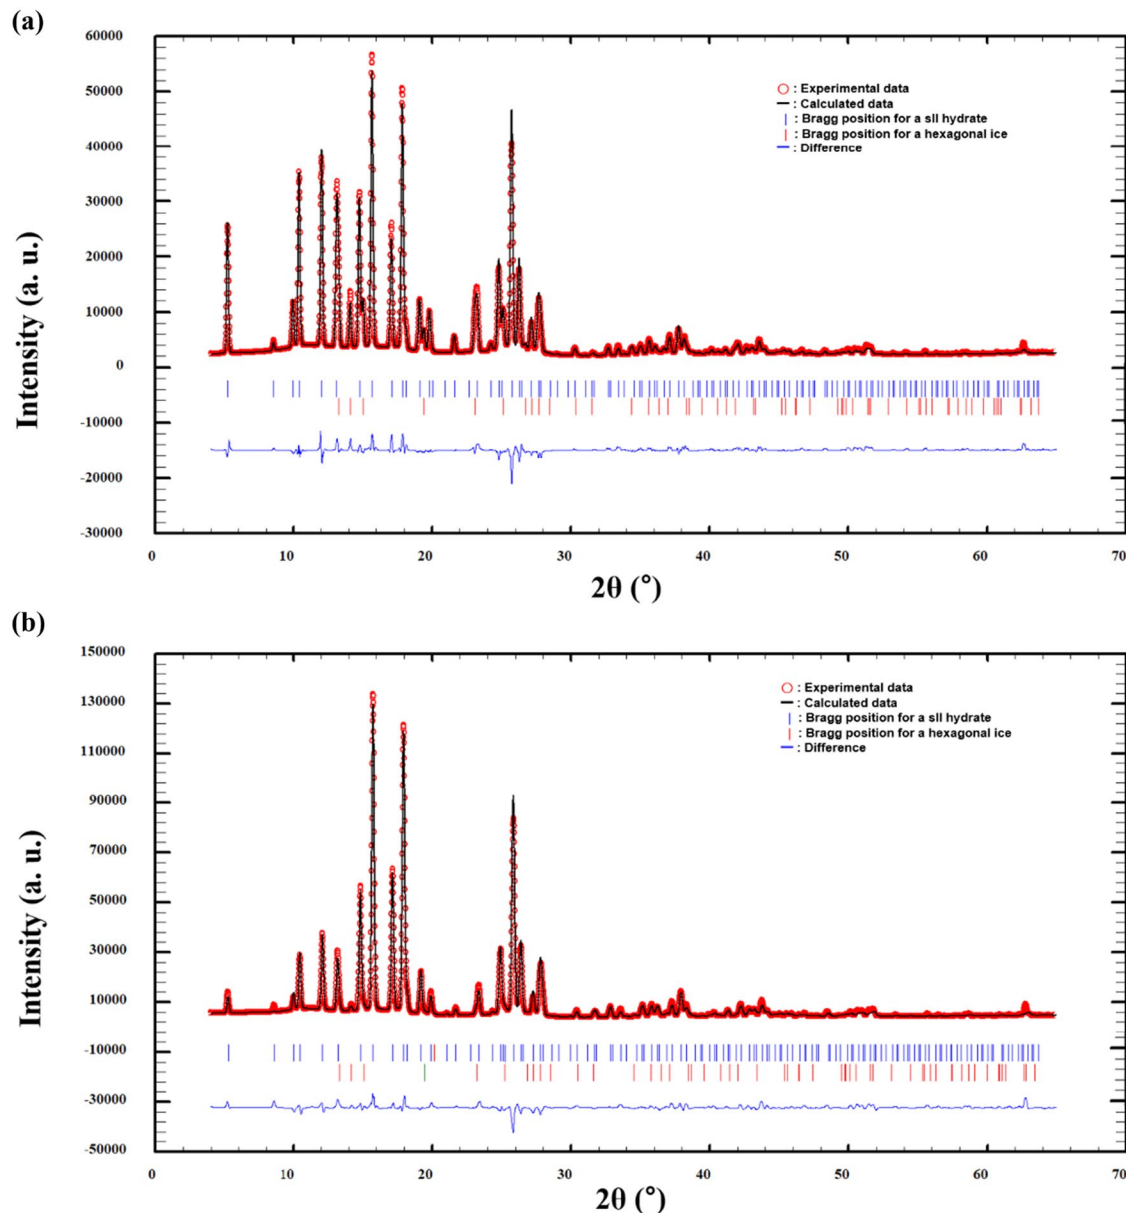 (a)
60000
50000
40000
30000
20000
10000
0
-10000
-20000
-30000
Intensity (a. u.)
: Experimental data
: Calculated data
: Bragg position for a sII hydrate
: Bragg position for a hexagonal ice
: Difference
0 10 20 30 40 50 60 70
2θ (°)
(b)
150000
130000
110000
90000
70000
50000
30000
10000
-10000
-30000
-50000
Intensity (a. u.)
: Experimental data
: Calculated data
: Bragg position for a sII hydrate
: Bragg position for a hexagonal ice
: Difference
0 10 20 30 40 50 60 70
2θ (°)